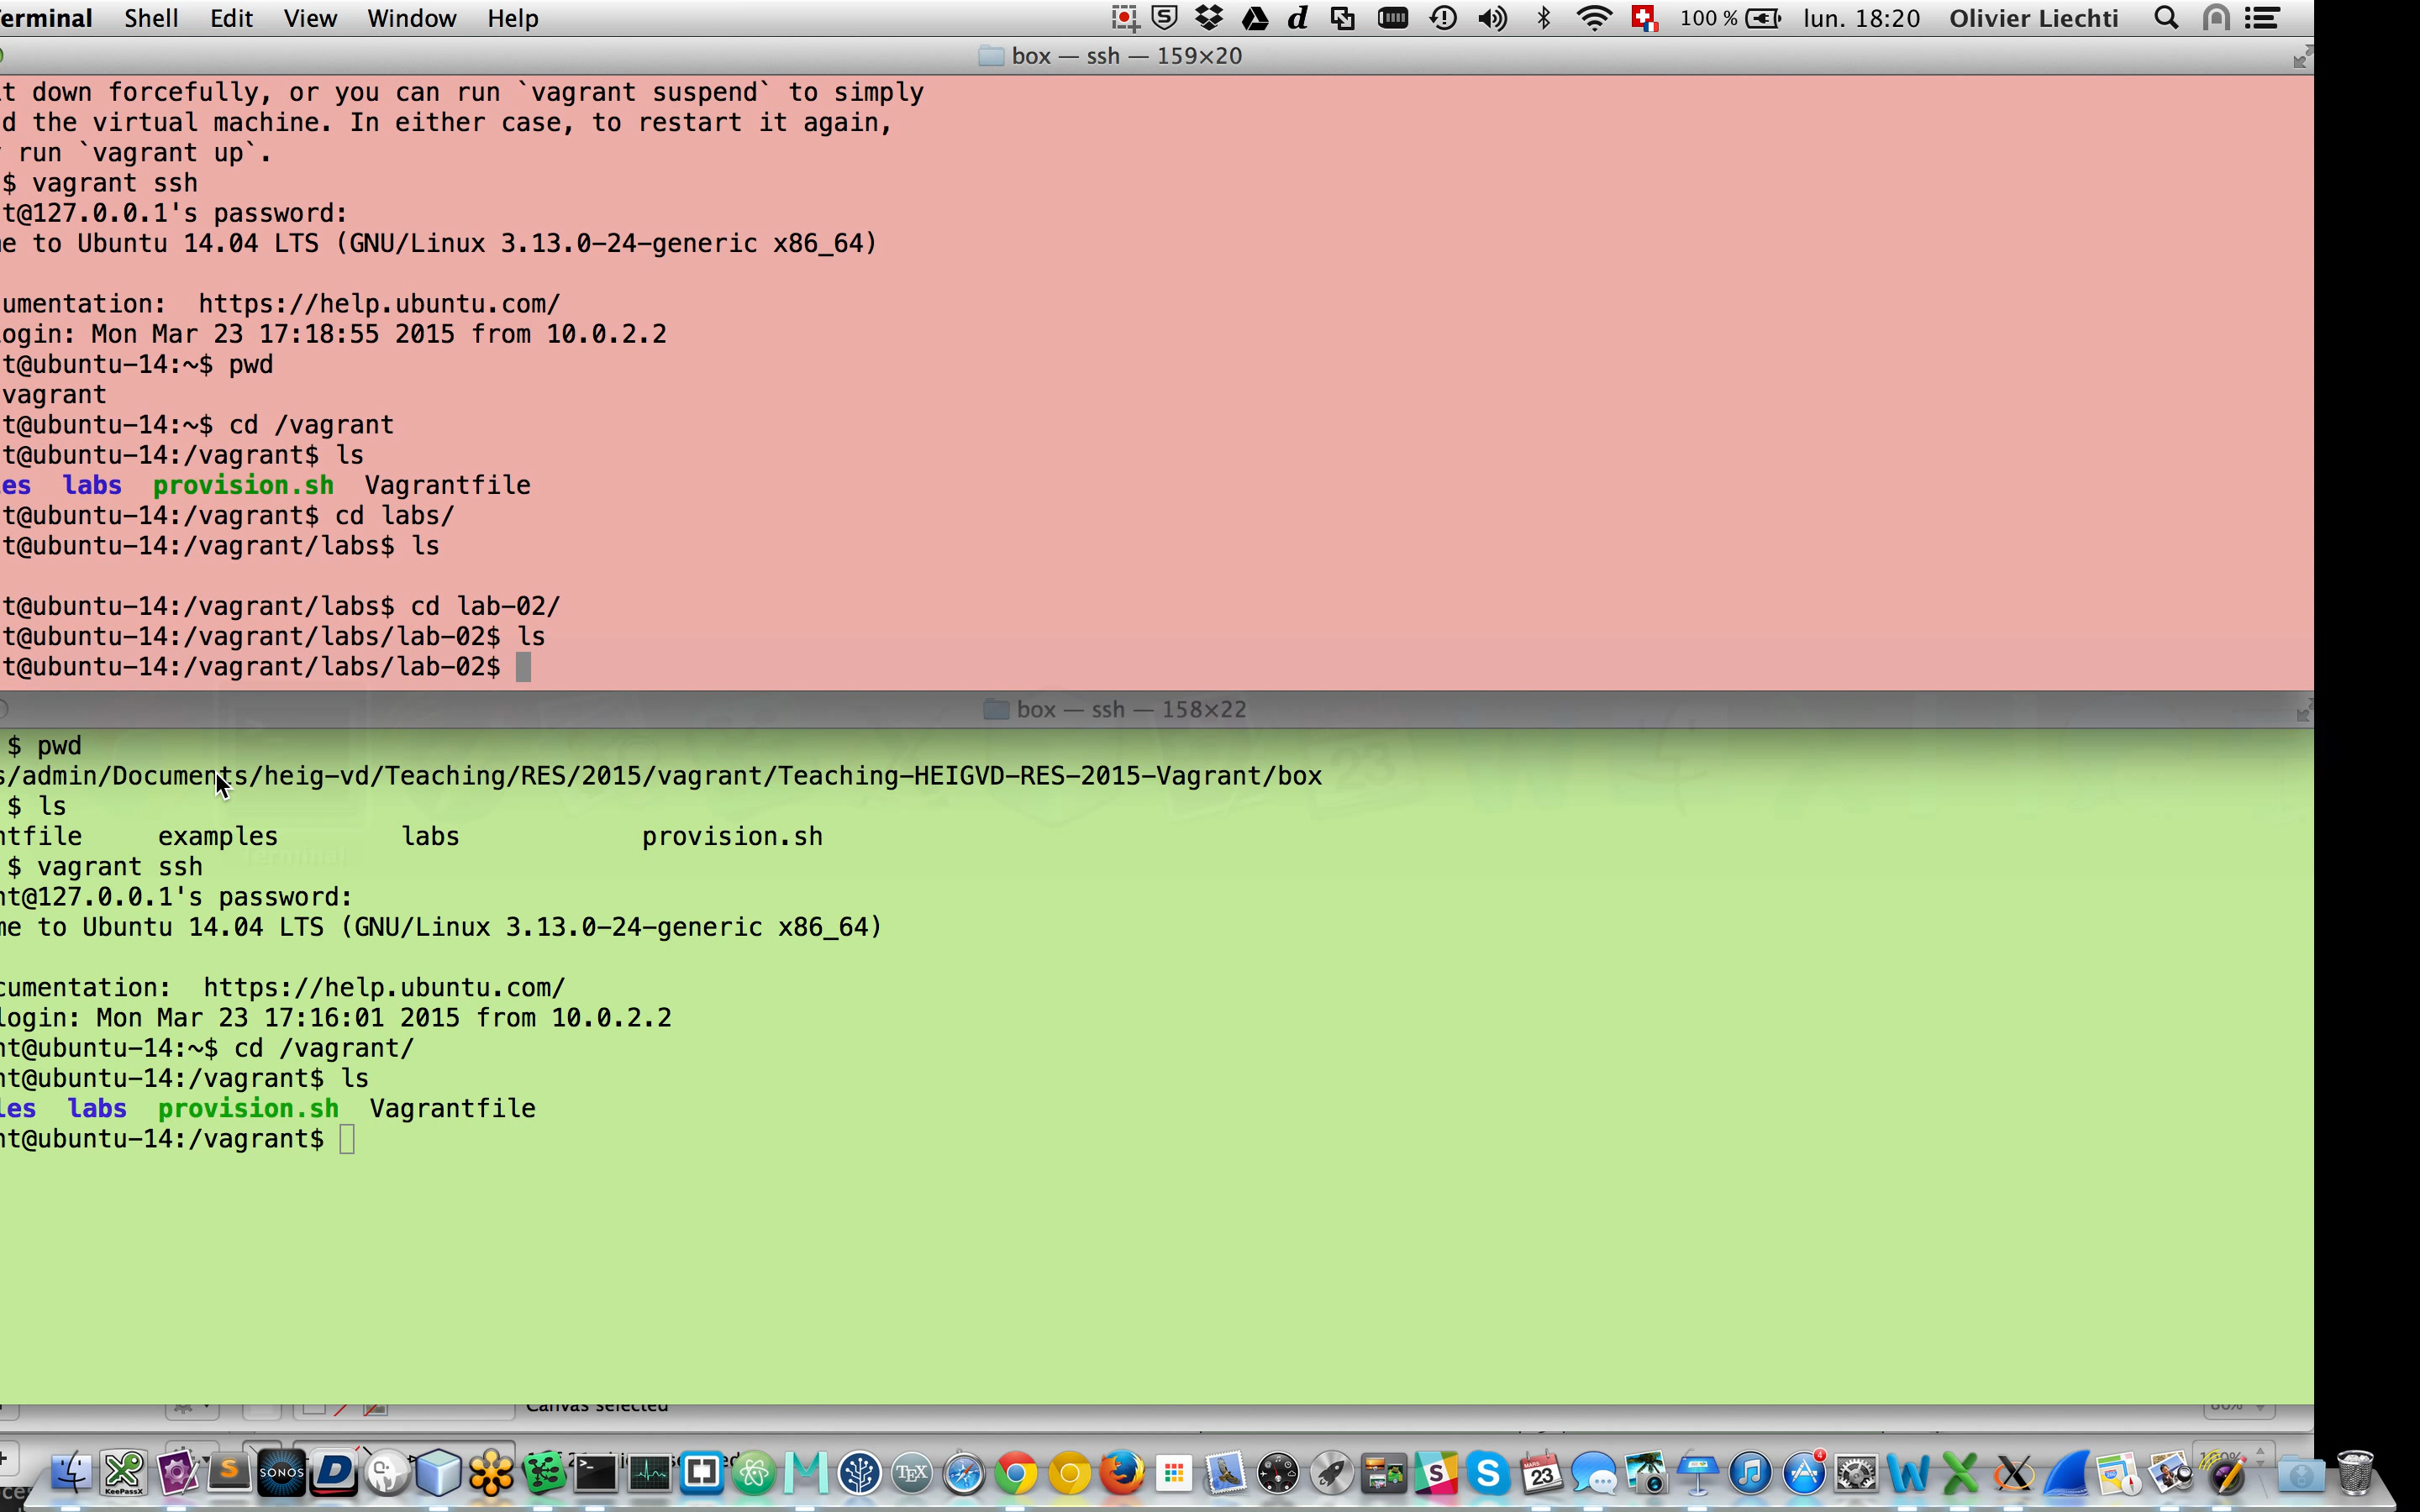 Terminal Shell Edit View Window Help 100 % lun. 18:20 Olivier Liechti
box — ssh — 159×20
t down forcefully, or you can run `vagrant suspend` to simply
d the virtual machine. In either case, to restart it again,
run `vagrant up`.
$ vagrant ssh
t@127.0.0.1's password:
e to Ubuntu 14.04 LTS (GNU/Linux 3.13.0-24-generic x86_64)
umentation:  https://help.ubuntu.com/
ogin: Mon Mar 23 17:18:55 2015 from 10.0.2.2
t@ubuntu-14:~$ pwd
vagrant
t@ubuntu-14:~$ cd /vagrant
t@ubuntu-14:/vagrant$ ls
es  labs  provision.sh  Vagrantfile
t@ubuntu-14:/vagrant$ cd labs/
t@ubuntu-14:/vagrant/labs$ ls
t@ubuntu-14:/vagrant/labs$ cd lab-02/
t@ubuntu-14:/vagrant/labs/lab-02$ ls
t@ubuntu-14:/vagrant/labs/lab-02$
box — ssh — 158×22
$ pwd
s/admin/Documents/heig-vd/Teaching/RES/2015/vagrant/Teaching-HEIGVD-RES-2015-Vagrant/box
$ ls
ntfile examples labs provision.sh
$ vagrant ssh
nt@127.0.0.1's password:
me to Ubuntu 14.04 LTS (GNU/Linux 3.13.0-24-generic x86_64)
cumentation:  https://help.ubuntu.com/
login: Mon Mar 23 17:16:01 2015 from 10.0.2.2
nt@ubuntu-14:~$ cd /vagrant/
nt@ubuntu-14:/vagrant$ ls
les  labs  provision.sh  Vagrantfile
nt@ubuntu-14:/vagrant$
Canvas selected
KeePassX SONOS TEX MARS 23